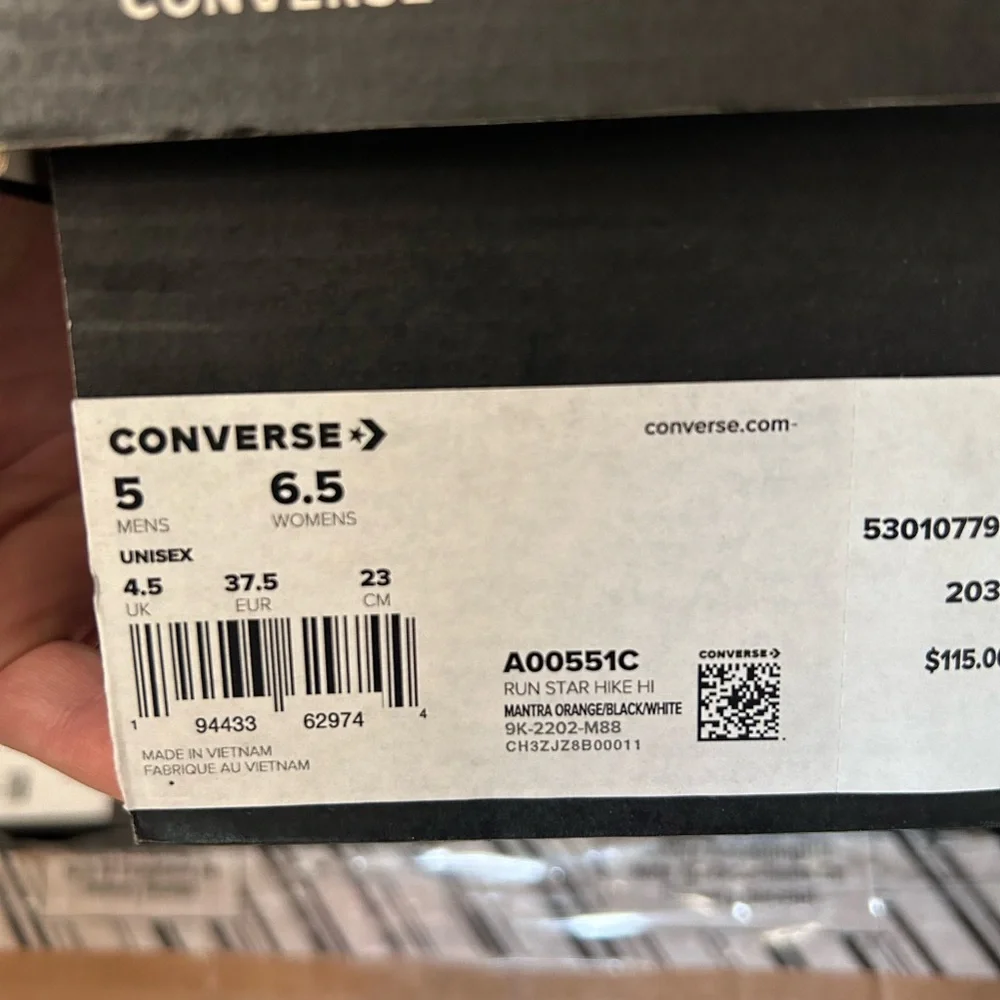 CONVERSE
CONVERSE
converse.com-
5 6.5
MENS WOMENS
UNISEX
4.5 37.5 23
UK EUR CM
1 94433 62974 4
MADE IN VIETNAM
FABRIQUE AU VIETNAM
CONVERSE
A00551C
RUN STAR HIKE HI
MANTRA ORANGE/BLACK/WHITE
9K-2202-M88
CH3ZJZ8B00011
53010779
203
$115.00